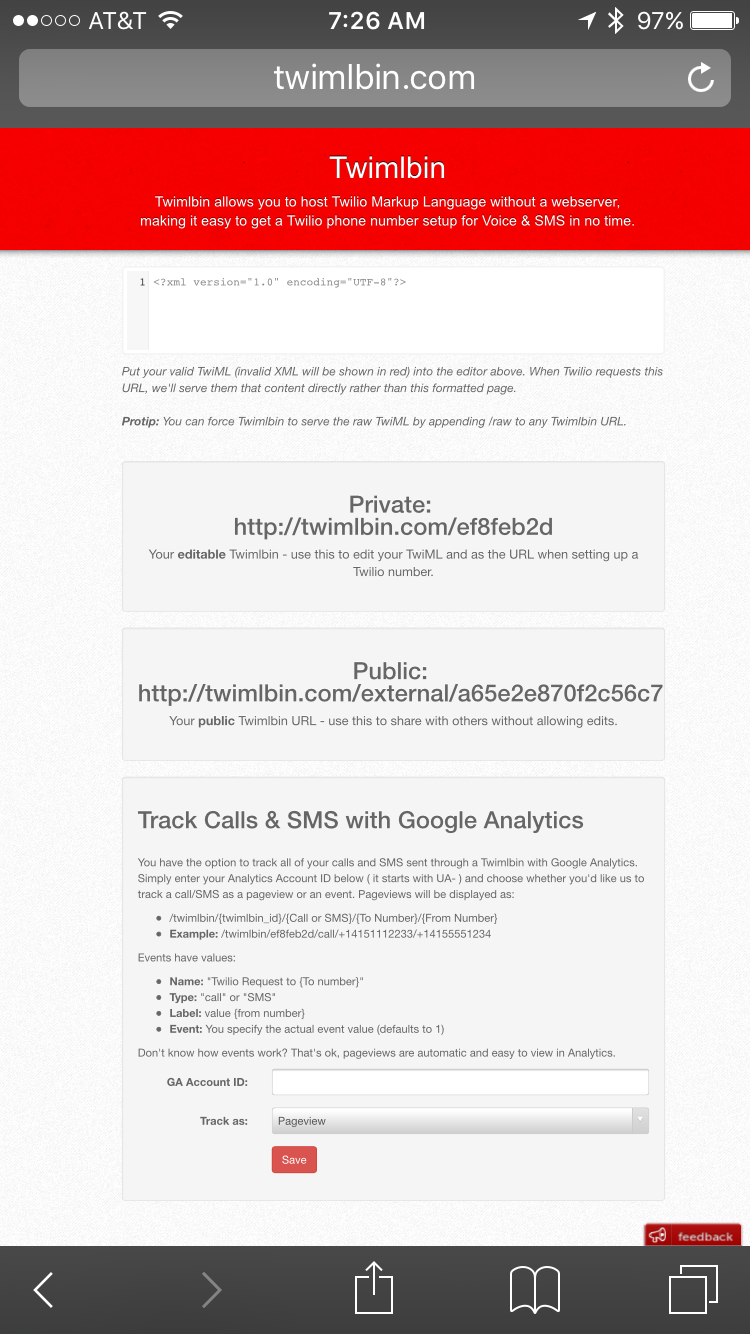 AT&T 7:26 AM 97%
twimlbin.com
Twimlbin
Twimlbin allows you to host Twilio Markup Language without a webserver,
making it easy to get a Twilio phone number setup for Voice & SMS in no time.
1 <?xml version="1.0" encoding="UTF-8"?>
Put your valid TwiML (invalid XML will be shown in red) into the editor above. When Twilio requests this
URL, we'll serve them that content directly rather than this formatted page.
Protip: You can force Twimlbin to serve the raw TwiML by appending /raw to any Twimlbin URL.
Private:
http://twimlbin.com/ef8feb2d
Your editable Twimlbin - use this to edit your TwiML and as the URL when setting up a
Twilio number.
Public:
http://twimlbin.com/external/a65e2e870f2c56c7
Your public Twimlbin URL - use this to share with others without allowing edits.
Track Calls & SMS with Google Analytics
You have the option to track all of your calls and SMS sent through a Twimlbin with Google Analytics.
Simply enter your Analytics Account ID below ( it starts with UA- ) and choose whether you'd like us to
track a call/SMS as a pageview or an event. Pageviews will be displayed as:
• /twimlbin/{twimlbin_id}/{Call or SMS}/{To Number}/{From Number}
• Example: /twimlbin/ef8feb2d/call/+14151112233/+14155551234
Events have values:
• Name: "Twilio Request to {To number}"
• Type: "call" or "SMS"
• Label: value {from number}
• Event: You specify the actual event value (defaults to 1)
Don't know how events work? That's ok, pageviews are automatic and easy to view in Analytics.
GA Account ID:
Track as: Pageview
Save
feedback